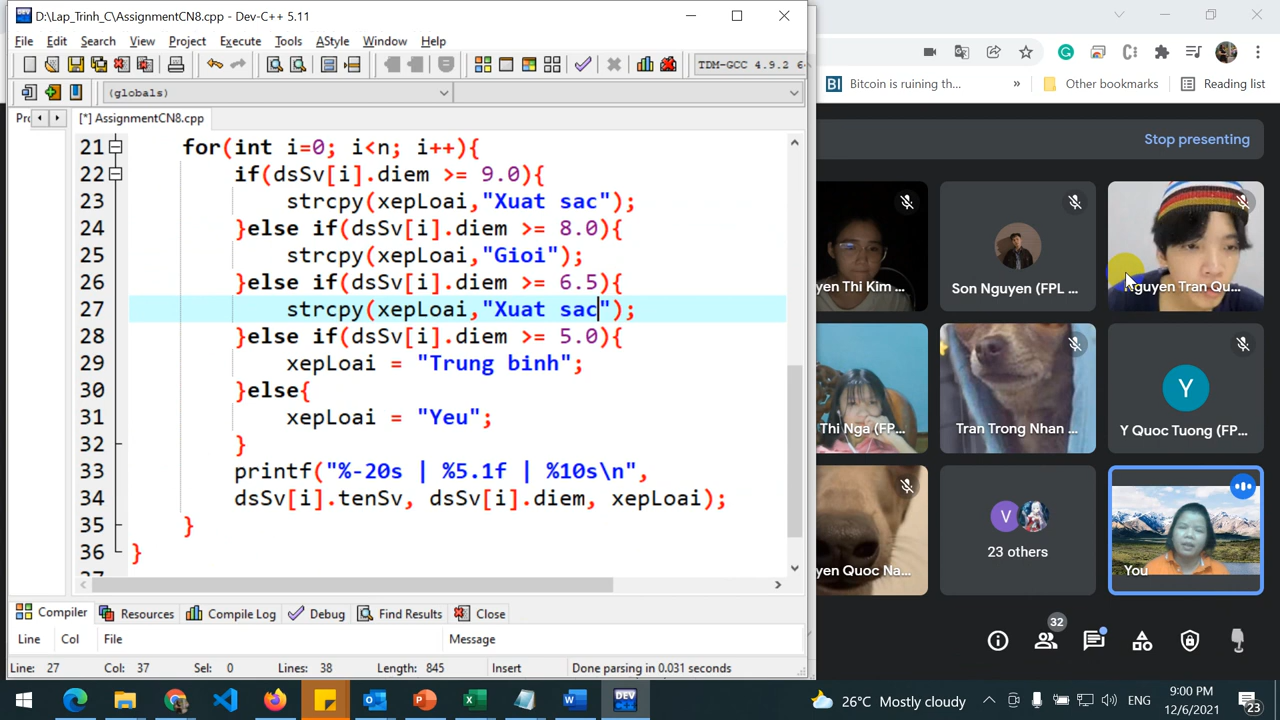 D:\Lap_Trinh_C\AssignmentCN8.cpp - Dev-C++ 5.11
File Edit Search View Project Execute Tools AStyle Window Help
TDM-GCC 4.9.2 6
(globals)
Pr
[*] AssignmentCN8.cpp
21 for(int i=0; i<n; i++){
22 if(dsSv[i].diem >= 9.0){
23 strcpy(xepLoai,"Xuat sac");
24 }else if(dsSv[i].diem >= 8.0){
25 strcpy(xepLoai,"Gioi");
26 }else if(dsSv[i].diem >= 6.5){
27 strcpy(xepLoai,"Xuat sac");
28 }else if(dsSv[i].diem >= 5.0){
29 xepLoai = "Trung binh";
30 }else{
31 xepLoai = "Yeu";
32 }
33 printf("%-20s | %5.1f | %10s\n",
34 dsSv[i].tenSv, dsSv[i].diem, xepLoai);
35 }
36 }
Compiler Resources Compile Log Debug Find Results Close
Line Col File Message
Line: 27 Col: 37 Sel: 0 Lines: 38 Length: 845 Insert Done parsing in 0.031 seconds
BI Bitcoin is ruining th... » Other bookmarks Reading list
Stop presenting
yen Thi Kim ...
Son Nguyen (FPL ...
Nguyen Tran Qu...
Thi Nga (FP...
Tran Trong Nhan ...
Y
Y Quoc Tuong (FP...
yen Quoc Na...
V
23 others
You
32
DEV C++
26°C Mostly cloudy
ENG
9:00 PM
12/6/2021
23